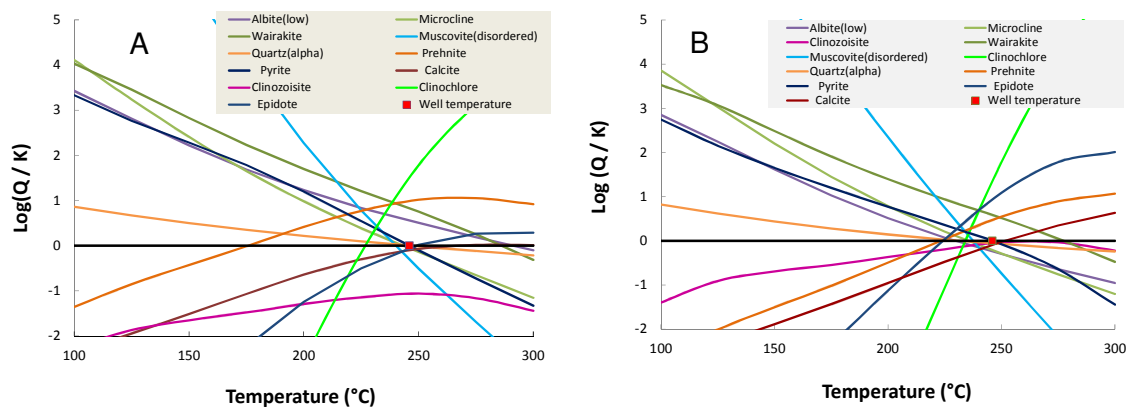 A
Albite(low) Microcline
Wairakite Muscovite(disordered)
Quartz(alpha) Prehnite
Pyrite Calcite
Clinozoisite Clinochlore
Epidote Well temperature
Log(Q / K)
5
4
3
2
1
0
-1
-2
100 150 200 250 300
Temperature (°C)
B
Albite(low) Microcline
Clinozoisite Wairakite
Muscovite(disordered) Clinochlore
Quartz(alpha) Prehnite
Pyrite Epidote
Calcite Well temperature
Log (Q / K)
5
4
3
2
1
0
-1
-2
100 150 200 250 300
Temperature (°C)